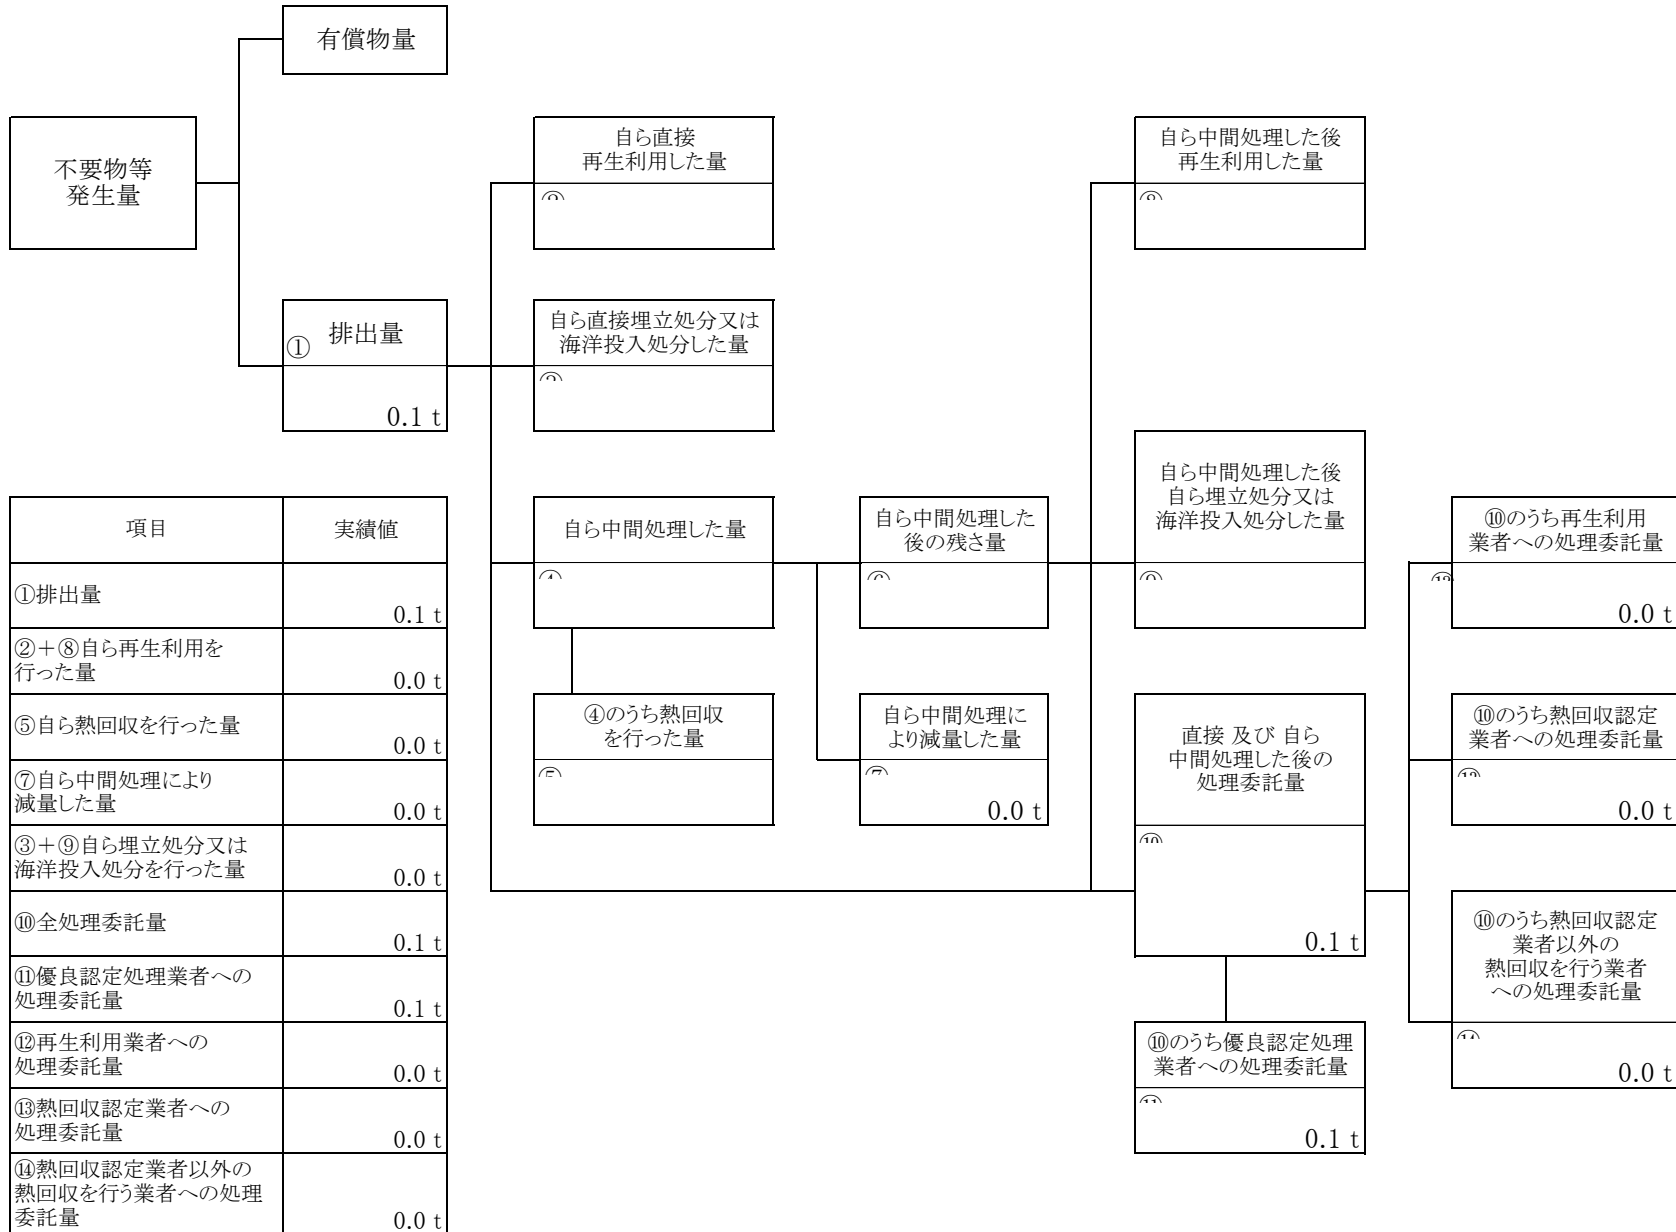 有償物量
不要物等
発生量
自ら直接
再生利用した量
自ら中間処理した後
再生利用した量
排出量
①
0.1 t
自ら直接埋立処分又は
海洋投入処分した量
自ら中間処理した量
自ら中間処理した
後の残さ量
自ら中間処理した後
自ら埋立処分又は
海洋投入処分した量
⑩のうち再生利用
業者への処理委託量
0.0 t
④のうち熱回収
を行った量
自ら中間処理に
より減量した量
⑦
0.0 t
直接 及び 自ら
中間処理した後の
処理委託量
⑩
0.1 t
⑩のうち熱回収認定
業者への処理委託量
0.0 t
⑩のうち熱回収認定
業者以外の
熱回収を行う業者
への処理委託量
⑭
0.0 t
⑩のうち優良認定処理
業者への処理委託量
⑪
0.1 t
項目 実績値
①排出量 0.1 t
②＋⑧自ら再生利用を
行った量 0.0 t
⑤自ら熱回収を行った量 0.0 t
⑦自ら中間処理により
減量した量 0.0 t
③＋⑨自ら埋立処分又は
海洋投入処分を行った量 0.0 t
⑩全処理委託量 0.1 t
⑪優良認定処理業者への
処理委託量 0.1 t
⑫再生利用業者への
処理委託量 0.0 t
⑬熱回収認定業者への
処理委託量 0.0 t
⑭熱回収認定業者以外の
熱回収を行う業者への処理
委託量 0.0 t